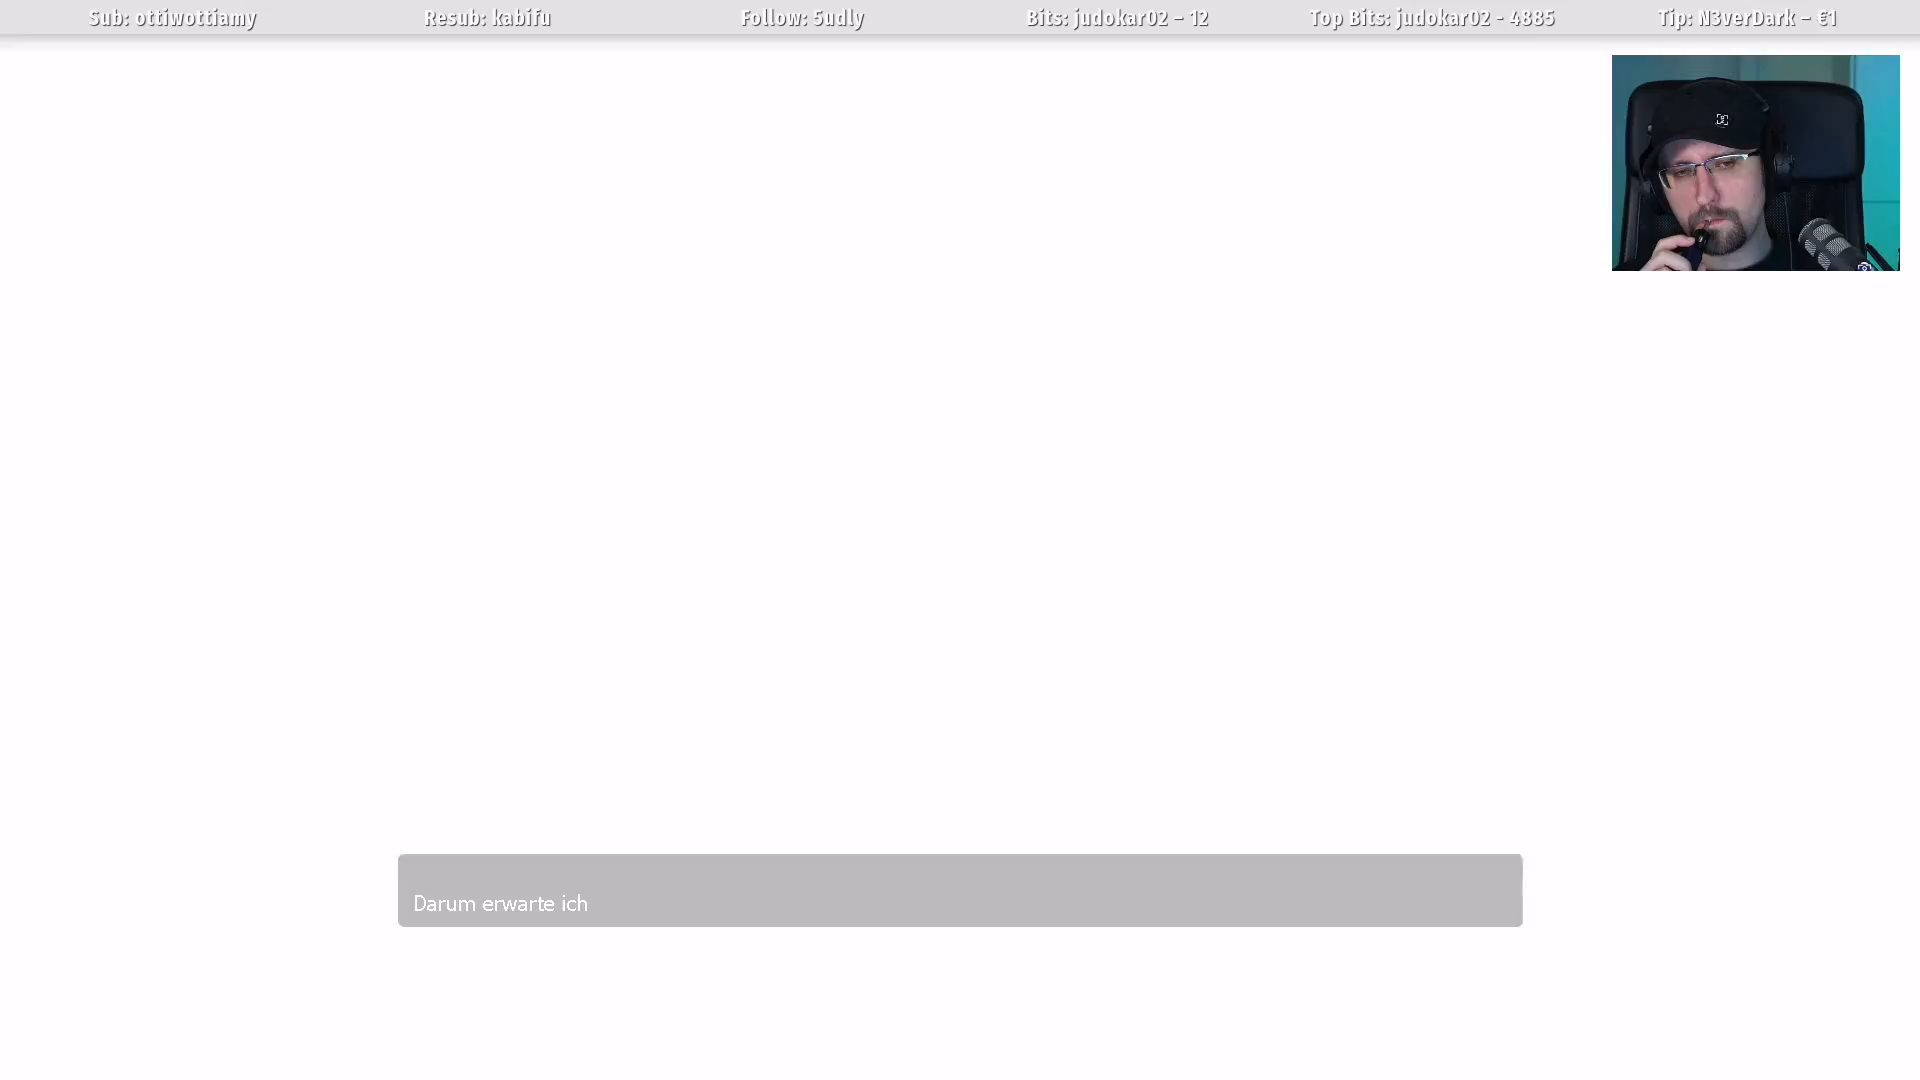 Sub: ottiwottiamy
Resub: kabifu
Follow: 5udly
Bits: judokar02 – 12
Top Bits: judokar02 - 4885
Tip: N3verDark – €1
Darum erwarte ich